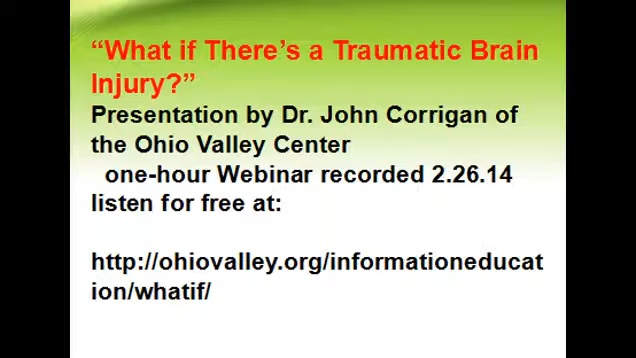 “What if There’s a Traumatic Brain
Injury?”
Presentation by Dr. John Corrigan of
the Ohio Valley Center
one-hour Webinar recorded 2.26.14
listen for free at:
http://ohiovalley.org/informationeducat
ion/whatif/